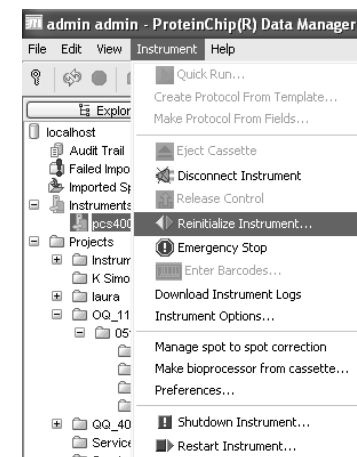 admin admin - ProteinChip(R) Data Manager
File Edit View Instrument Help
Explor
localhost
Audit Trail
Failed Impo
Imported Sp
Instruments
pcs400
Projects
Instrum
K Simo
laura
OQ_11
05
QQ_40
Service
Quick Run...
Create Protocol From Template...
Make Protocol From Fields...
Eject Cassette
Disconnect Instrument
Release Control
Reinitialize Instrument...
Emergency Stop
Enter Barcodes...
Download Instrument Logs
Instrument Options...
Manage spot to spot correction
Make bioprocessor from cassette...
Preferences...
Shutdown Instrument...
Restart Instrument...